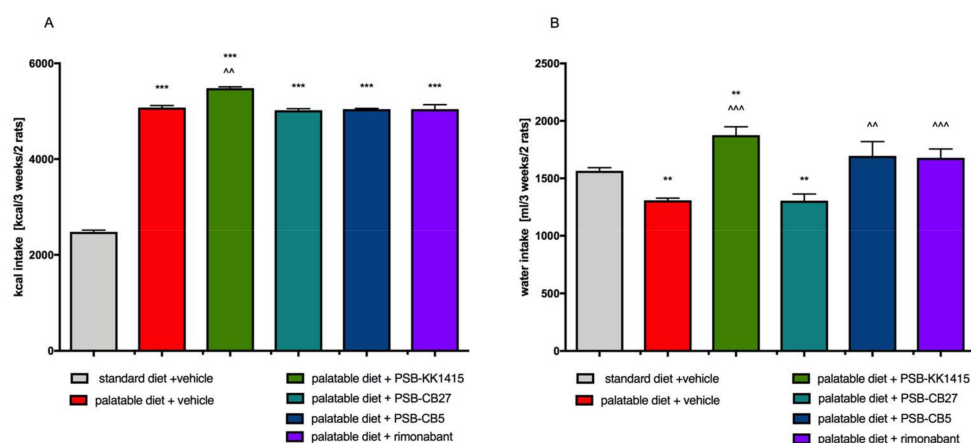 A
kcal intake [kcal/3 weeks/2 rats]
6000
4000
2000
0
***
***
^^
***
***
***
standard diet +vehicle
palatable diet + vehicle
palatable diet + PSB-KK1415
palatable diet + PSB-CB27
palatable diet + PSB-CB5
palatable diet + rimonabant
B
water intake [ml/3 weeks/2 rats]
2500
2000
1500
1000
500
0
**
**
^^^
**
^^
^^^
standard diet +vehicle
palatable diet + vehicle
palatable diet + PSB-KK1415
palatable diet + PSB-CB27
palatable diet + PSB-CB5
palatable diet + rimonabant